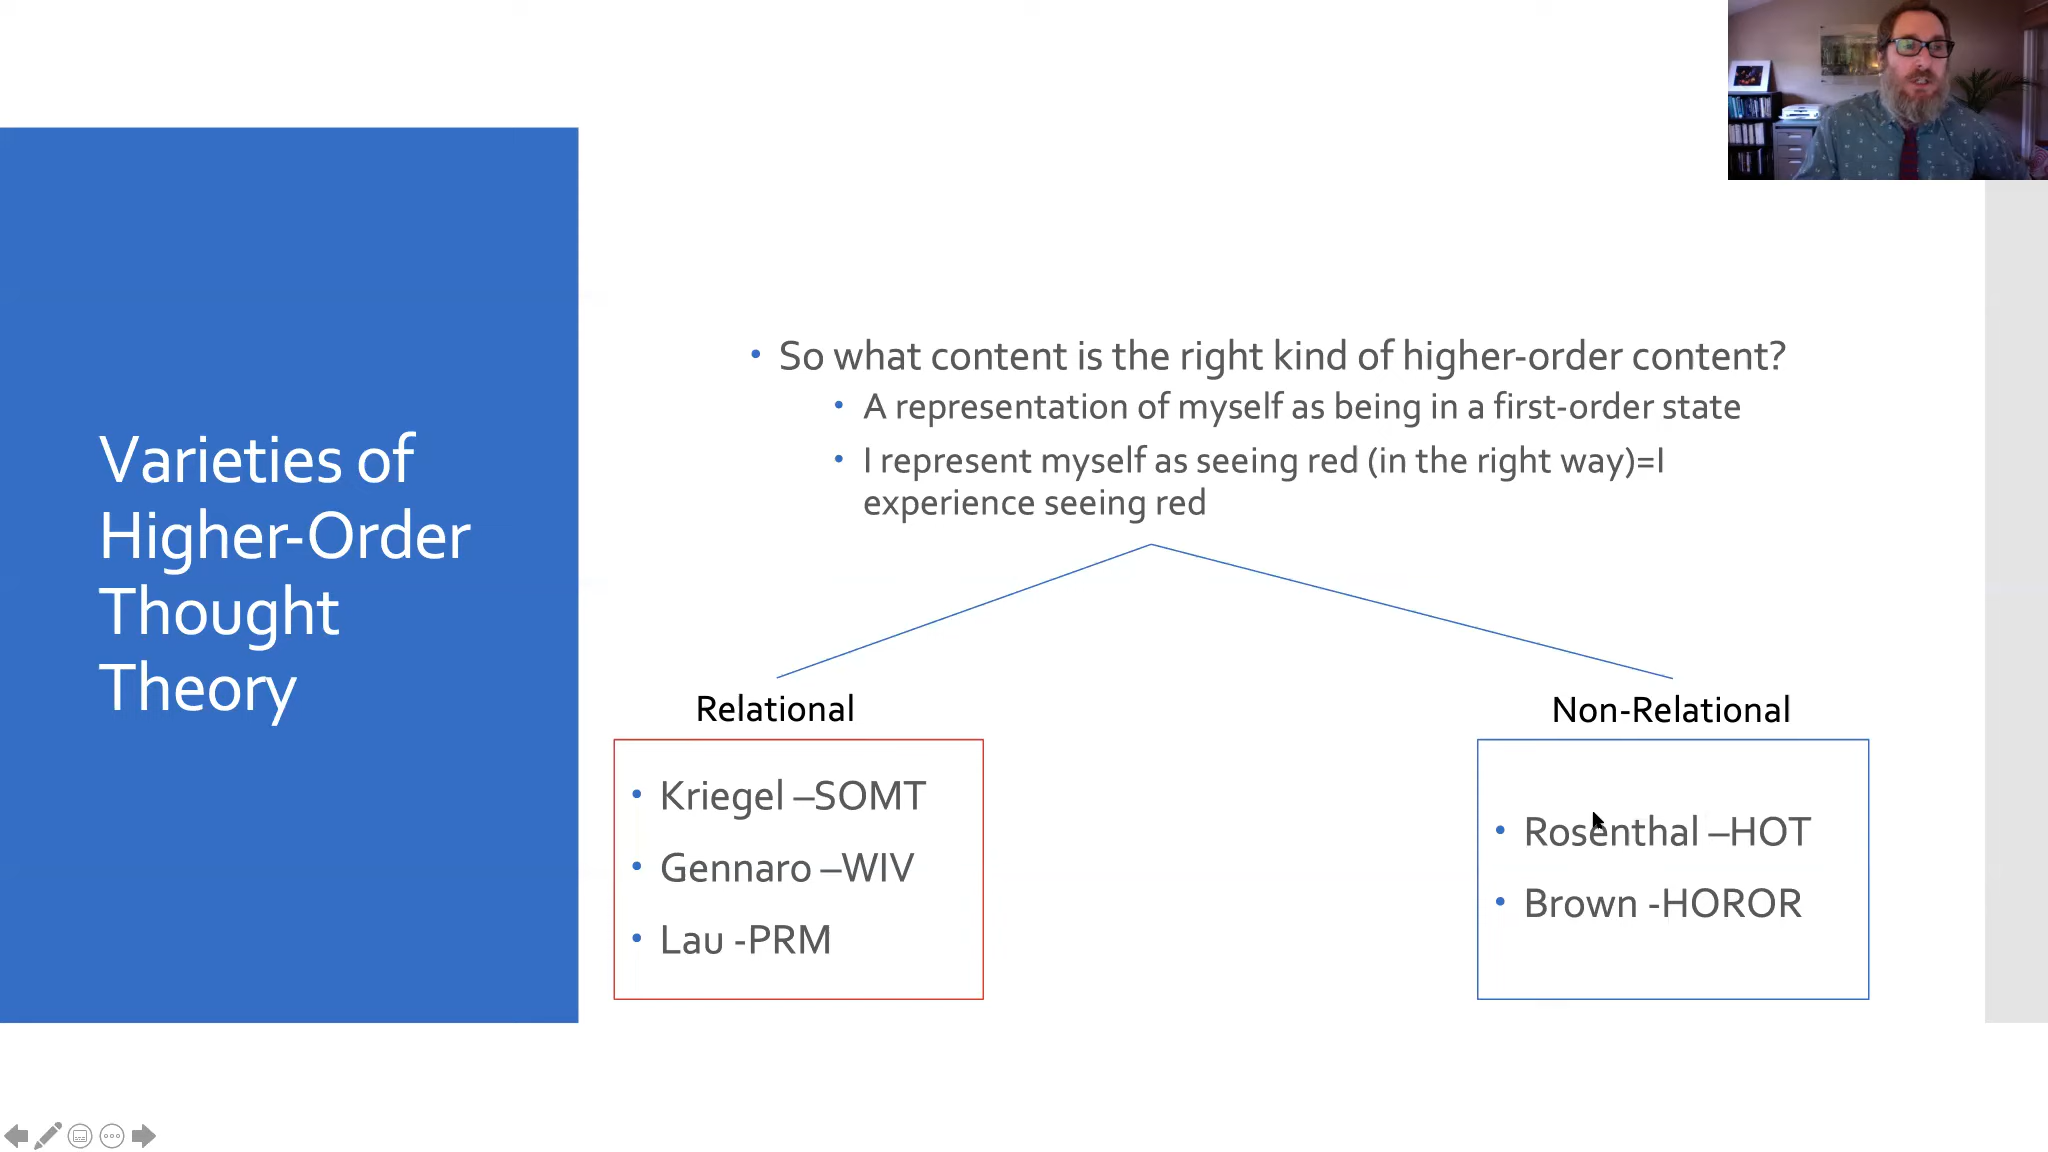 Varieties of
Higher-Order
Thought
Theory
• So what content is the right kind of higher-order content?
• A representation of myself as being in a first-order state
• I represent myself as seeing red (in the right way)=I
experience seeing red
Relational
• Kriegel –SOMT
• Gennaro –WIV
• Lau -PRM
Non-Relational
• Rosenthal –HOT
• Brown -HOROR